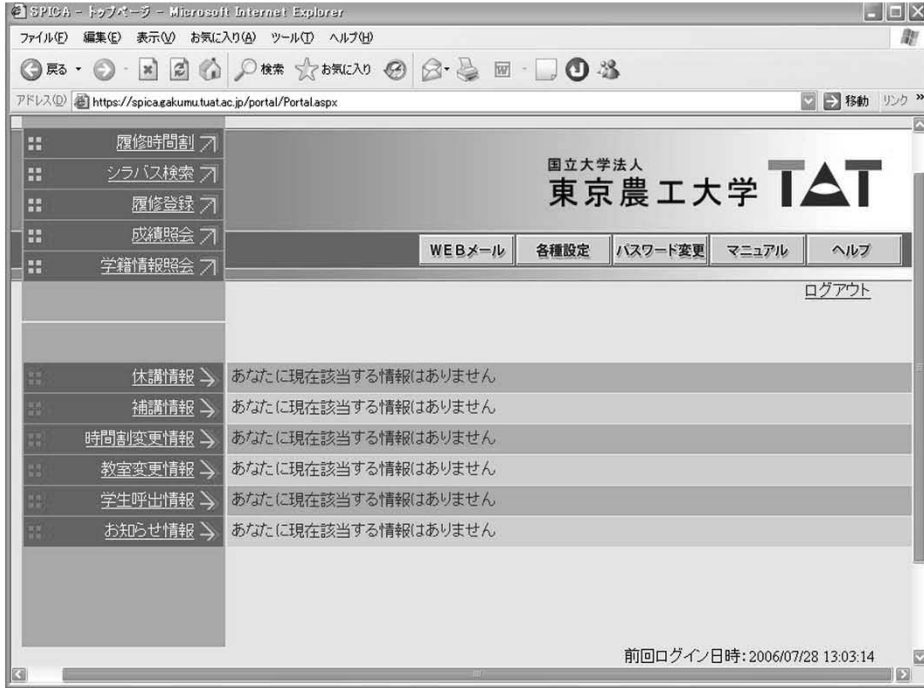 SPICA - トップページ - Microsoft Internet Explorer
ファイル(F) 編集(E) 表示(V) お気に入り(A) ツール(T) ヘルプ(H)
戻る 検索 お気に入り
アドレス(D) https://spica.gakumu.tuat.ac.jp/portal/Portal.aspx 移動 リンク »
履修時間割
シラバス検索
履修登録
成績照会
学籍情報照会
国立大学法人
東京農工大学 TAT
WEBメール 各種設定 パスワード変更 マニュアル ヘルプ
ログアウト
休講情報 あなたに現在該当する情報はありません
補講情報 あなたに現在該当する情報はありません
時間割変更情報 あなたに現在該当する情報はありません
教室変更情報 あなたに現在該当する情報はありません
学生呼出情報 あなたに現在該当する情報はありません
お知らせ情報 あなたに現在該当する情報はありません
前回ログイン日時：2006/07/28 13:03:14